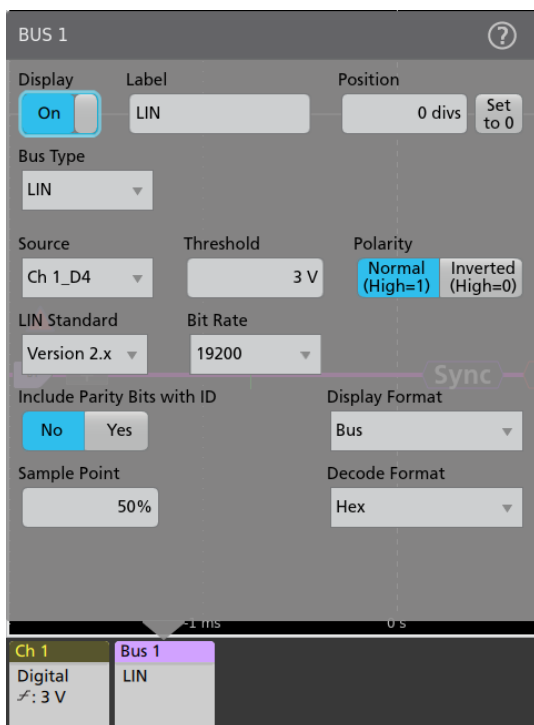 BUS 1
?
Display Label Position
On LIN 0 divs Set to 0
Bus Type
LIN
Source Threshold Polarity
Ch 1_D4 3 V Normal (High=1) Inverted (High=0)
LIN Standard Bit Rate
Version 2.x 19200
Sync
Include Parity Bits with ID Display Format
No Yes Bus
Sample Point Decode Format
50% Hex
-1 ms 0 s
Ch 1 Bus 1
Digital LIN
: 3 V